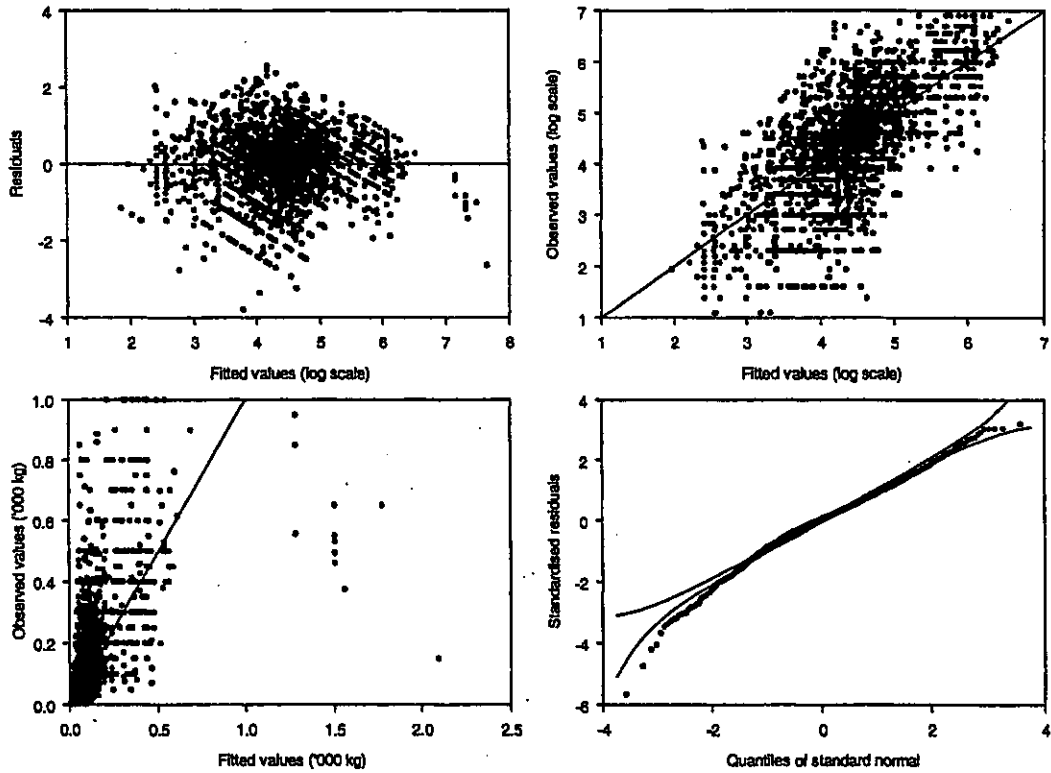 Residuals
4
2
0
-2
-4
1 2 3 4 5 6 7 8
Fitted values (log scale)
Observed values (log scale)
7
6
5
4
3
2
1
1 2 3 4 5 6 7
Fitted values (log scale)
Observed values ('000 kg)
1.0
0.8
0.6
0.4
0.2
0.0
0.0 0.5 1.0 1.5 2.0 2.5
Fitted values ('000 kg)
Standardised residuals
4
2
0
-2
-4
-6
-4 -2 0 2 4
Quantiles of standard normal